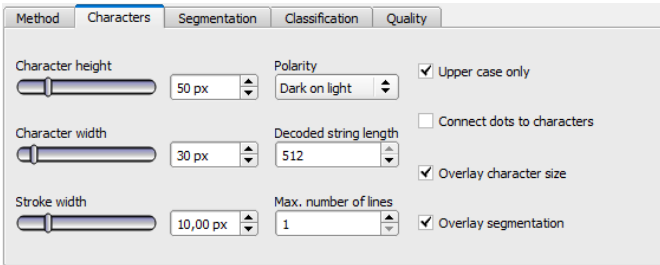 Method Characters Segmentation Classification Quality
Character height Polarity
50 px Dark on light Upper case only
Character width Decoded string length Connect dots to characters
30 px 512
Overlay character size
Stroke width Max. number of lines
10,00 px 1 Overlay segmentation